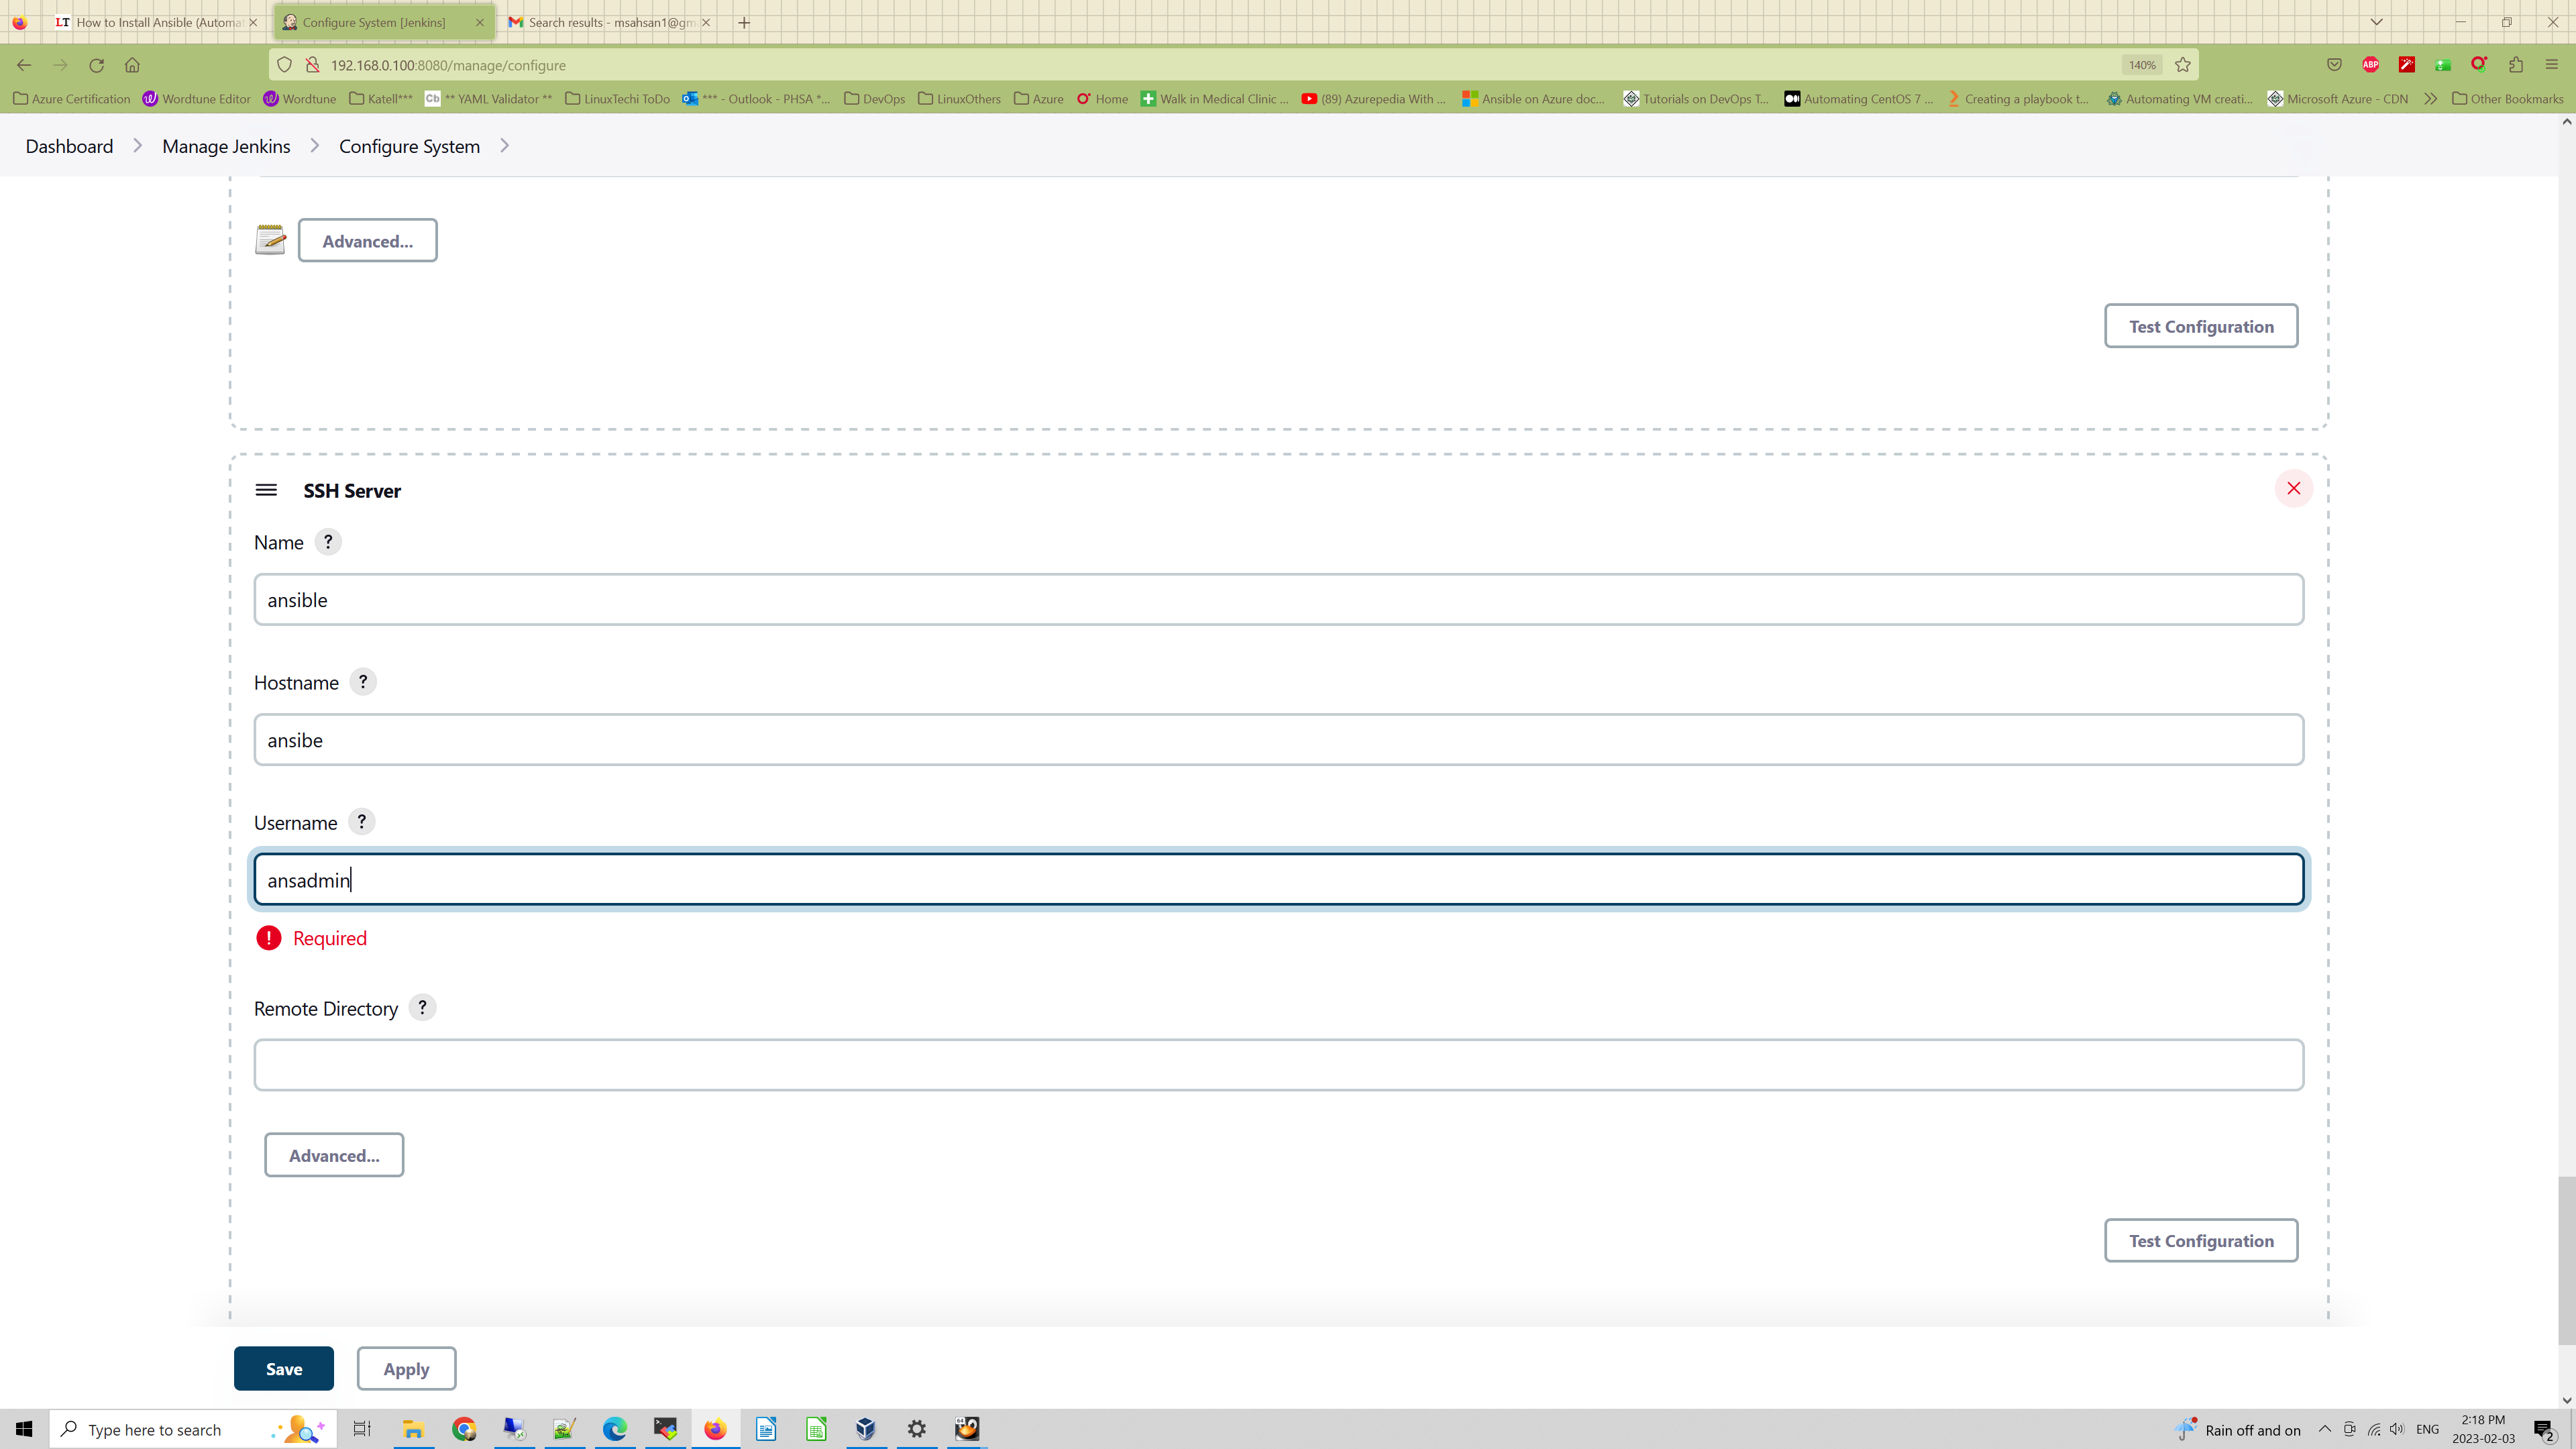 LT How to Install Ansible (Automat
Configure System [Jenkins]
Search results - msahsan1@gm
192.168.0.100:8080/manage/configure
140%
ABP
Azure Certification
Wordtune Editor
Wordtune
Katell***
Cb ** YAML Validator **
LinuxTechi ToDo
*** - Outlook - PHSA *...
DevOps
LinuxOthers
Azure
Home
Walk in Medical Clinic ...
(89) Azurepedia With ...
Ansible on Azure doc...
Tutorials on DevOps T...
Automating CentOS 7 ...
Creating a playbook t...
Automating VM creati...
Microsoft Azure - CDN
Other Bookmarks
Dashboard
Manage Jenkins
Configure System
Advanced...
Test Configuration
SSH Server
Name ?
ansible
Hostname ?
ansibe
Username ?
ansadmin
! Required
Remote Directory ?
Advanced...
Test Configuration
Save
Apply
Type here to search
Rain off and on
ENG
2:18 PM
2023-02-03
2